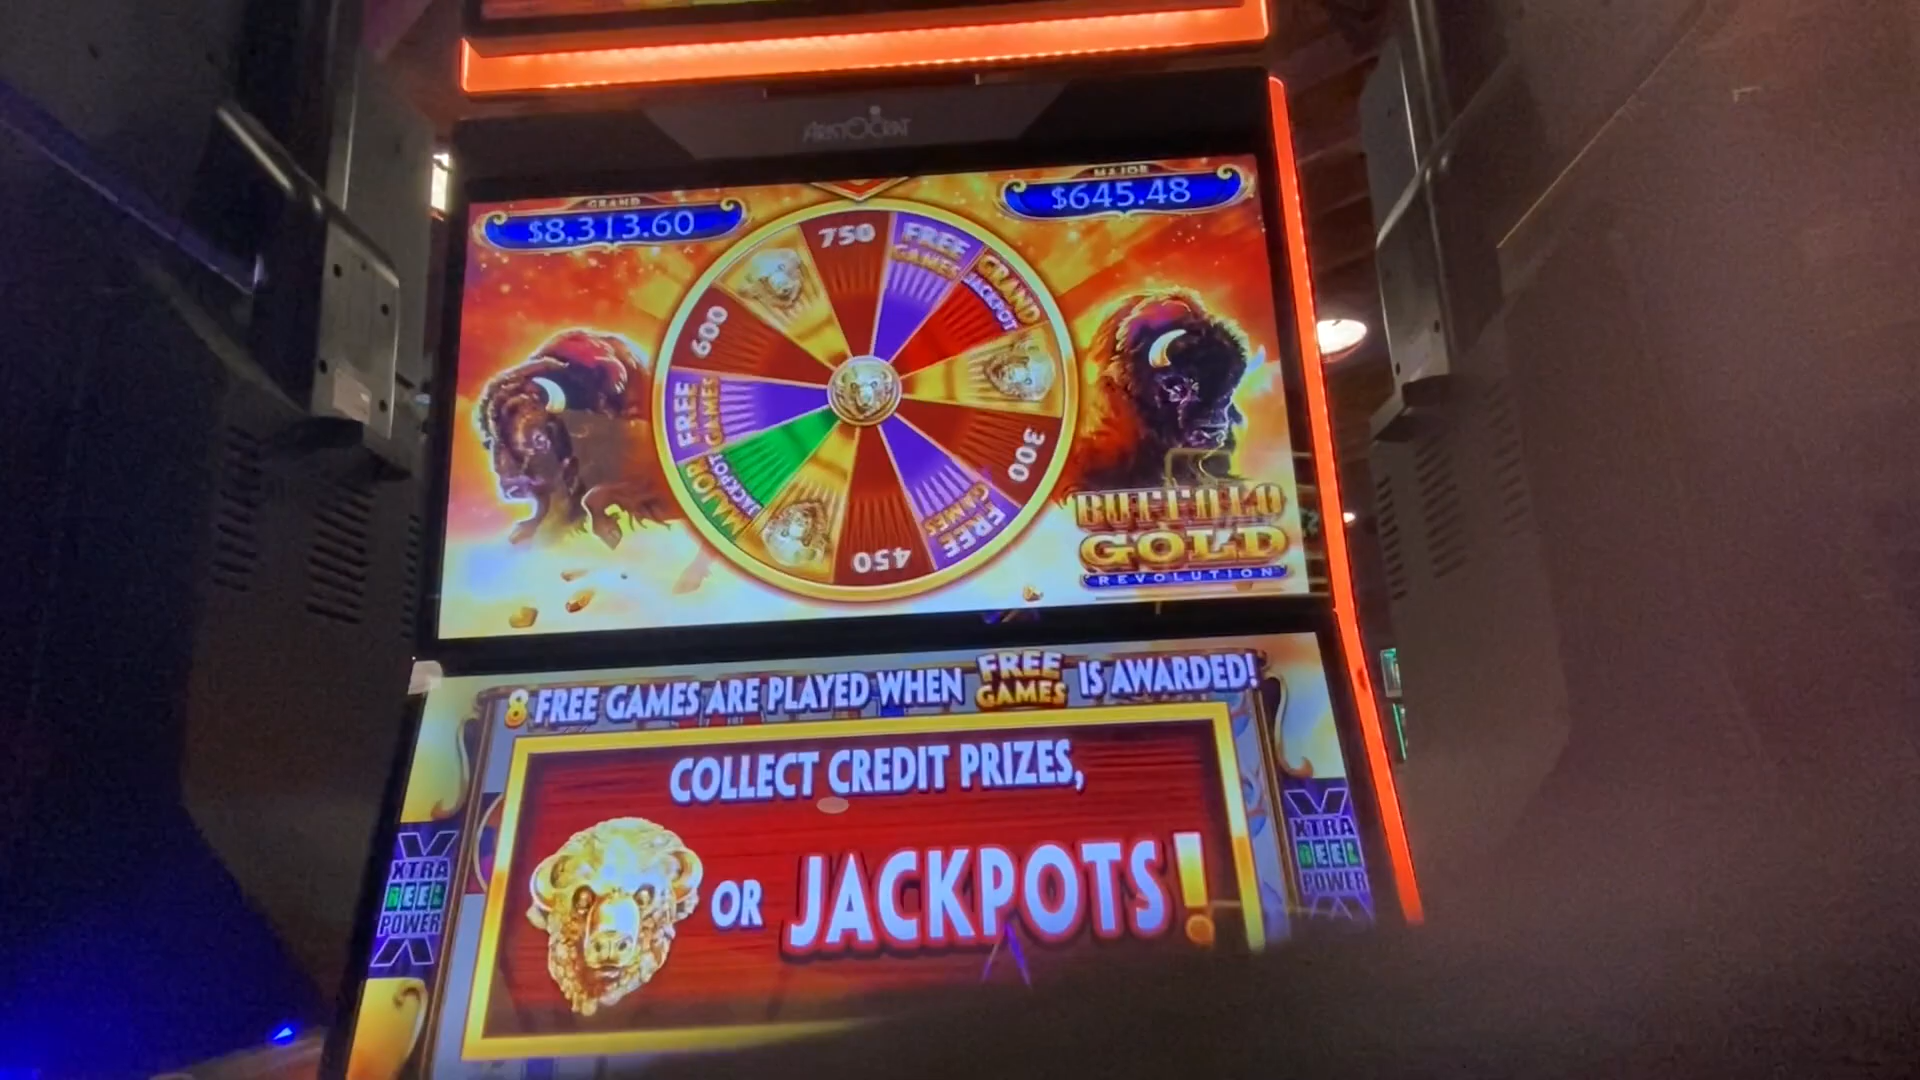 ARISTOCRAT
GRAND
$8,313.60
MAJOR
$645.48
750
FREE
GAMES
GRAND
JACKPOT
300
FREE
GAMES
450
MAJOR
JACKPOT
FREE
GAMES
600
BUFFALO
GOLD
REVOLUTION
8 FREE GAMES ARE PLAYED WHEN FREE GAMES IS AWARDED!
COLLECT CREDIT PRIZES,
OR JACKPOTS!
XTRA
REEL
POWER
XTRA
REEL
POWER